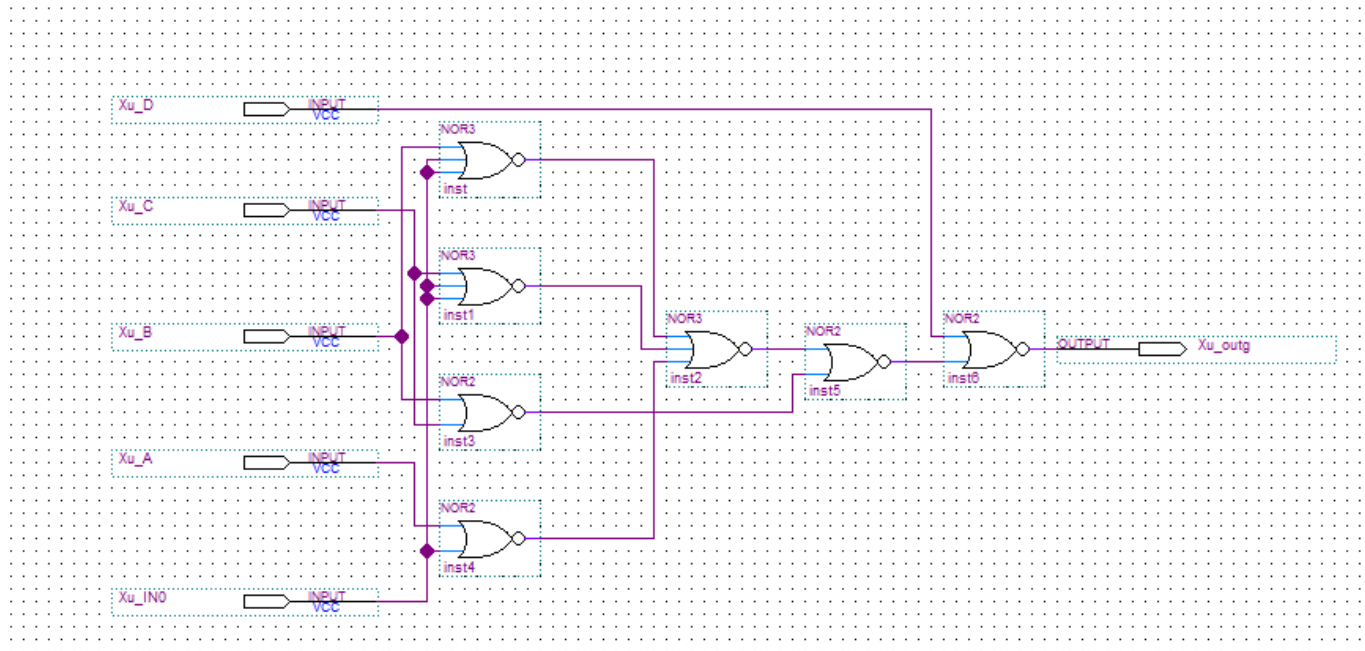 Xu_D INPUT
VCC
NOR3
inst
Xu_C INPUT
VCC
NOR3
inst1
Xu_B INPUT
VCC
NOR3
inst2
NOR2
inst5
NOR2
inst6
OUTPUT Xu_outg
NOR2
inst3
Xu_A INPUT
VCC
NOR2
inst4
Xu_IN0 INPUT
VCC